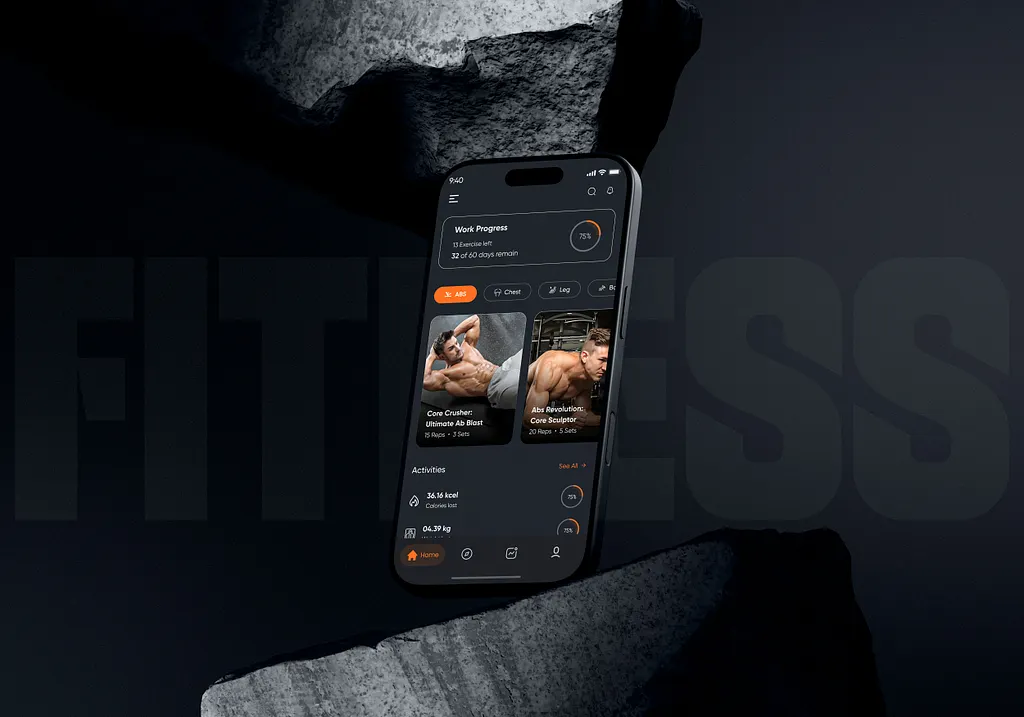 FITNESS
9:40
Work Progress
13 Exercise left
32 of 60 days remain
75%
ABS
Chest
Leg
Core Crusher:
Ultimate Ab Blast
15 Reps • 3 Sets
Abs Revolution:
Core Sculptor
20 Reps • 5 Sets
Activities
See All →
36.16 kcel
Calories lost
75%
04.39 kg
75%
Home